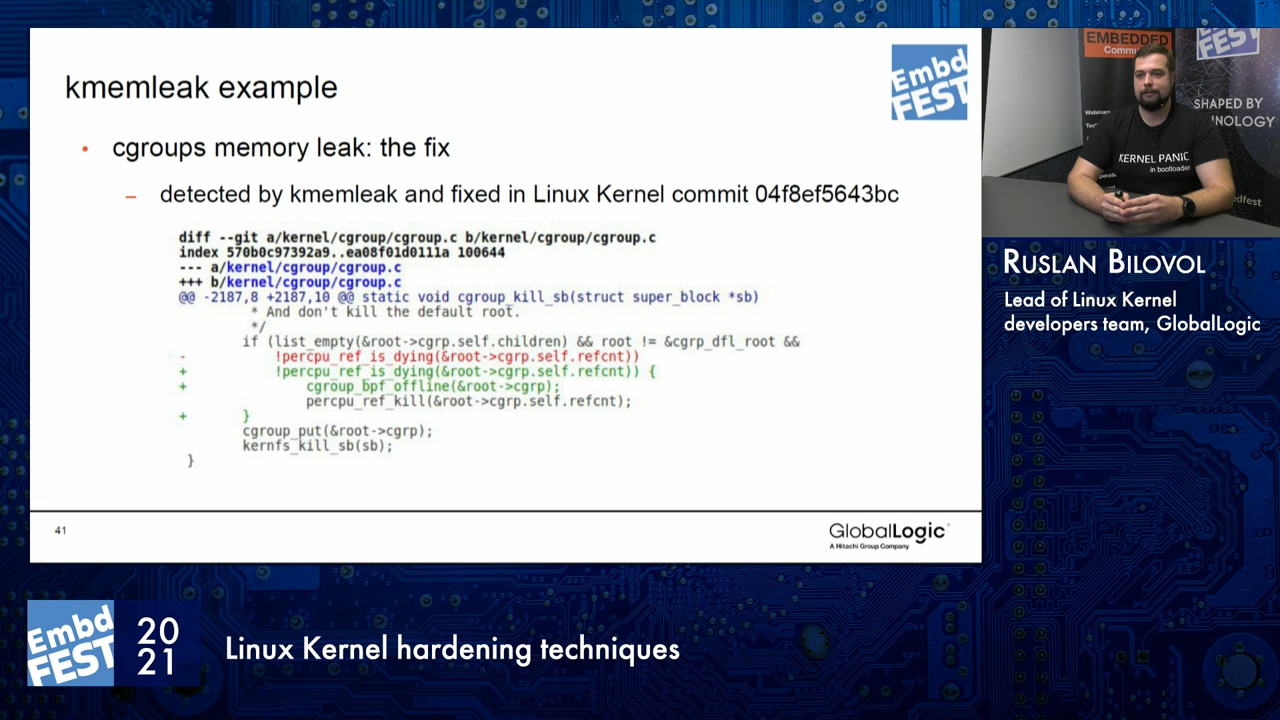 kmemleak example
Embd
FEST
• cgroups memory leak: the fix
– detected by kmemleak and fixed in Linux Kernel commit 04f8ef5643bc
diff --git a/kernel/cgroup/cgroup.c b/kernel/cgroup/cgroup.c
index 570b0c97392a9..ea08f01d0111a 100644
--- a/kernel/cgroup/cgroup.c
+++ b/kernel/cgroup/cgroup.c
@@ -2187,8 +2187,10 @@ static void cgroup_kill_sb(struct super_block *sb)
* And don't kill the default root.
*/
if (list_empty(&root->cgrp.self.children) && root != &cgrp_dfl_root &&
- !percpu_ref_is_dying(&root->cgrp.self.refcnt))
+ !percpu_ref_is_dying(&root->cgrp.self.refcnt)) {
+ cgroup_bpf_offline(&root->cgrp);
percpu_ref_kill(&root->cgrp.self.refcnt);
+ }
cgroup_put(&root->cgrp);
kernfs_kill_sb(sb);
}
41
GlobalLogic
A Hitachi Group Company
EMBEDDED
FEST
SHAPED BY
KERNEL PANIC
in bootloader
RUSLAN BILOVOL
Lead of Linux Kernel
developers team, GlobalLogic
Embd
FEST
20
21
Linux Kernel hardening techniques